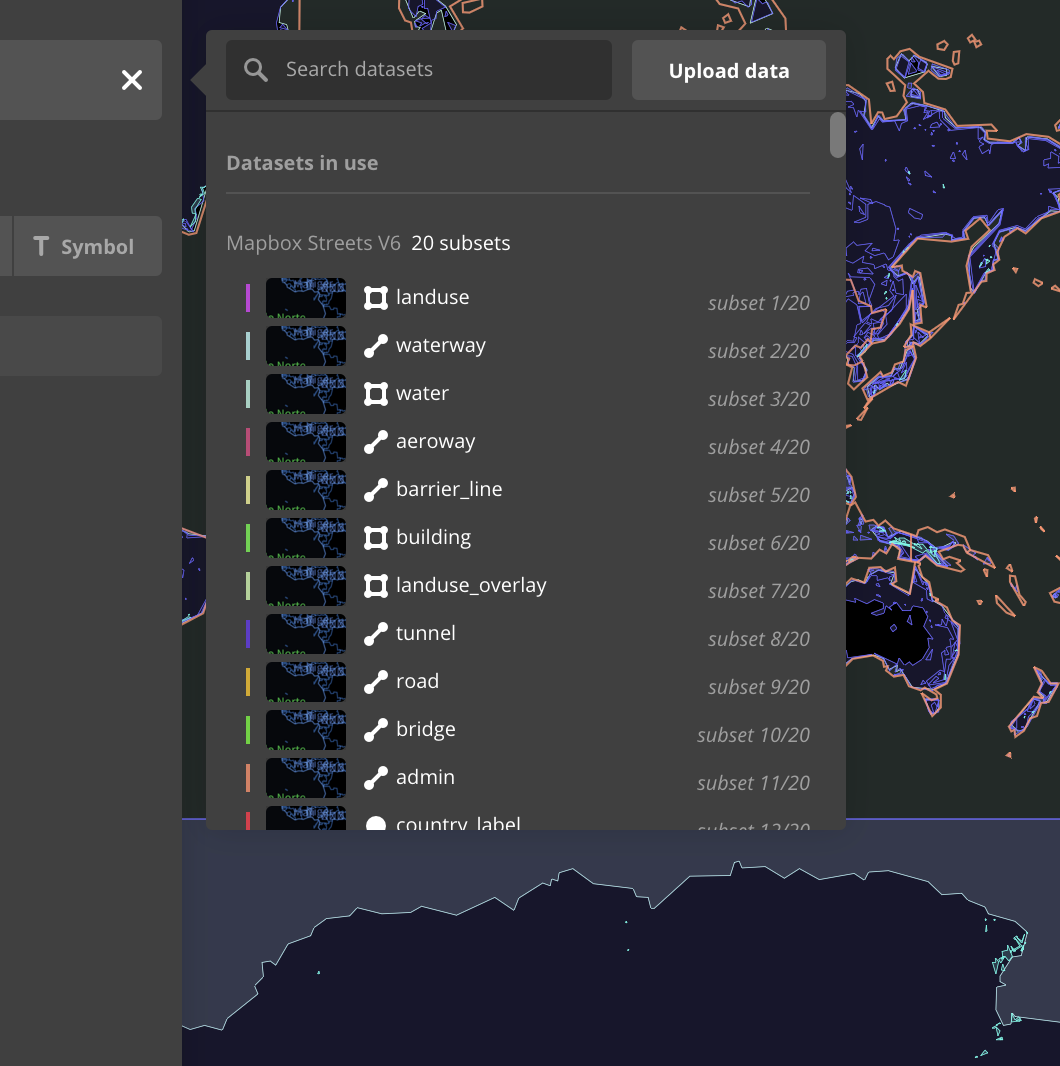 Search datasets
Upload data
Datasets in use
Symbol
Mapbox Streets V6 20 subsets
landuse subset 1/20
waterway subset 2/20
water subset 3/20
aeroway subset 4/20
barrier_line subset 5/20
building subset 6/20
landuse_overlay subset 7/20
tunnel subset 8/20
road subset 9/20
bridge subset 10/20
admin subset 11/20
country_label subset 12/20